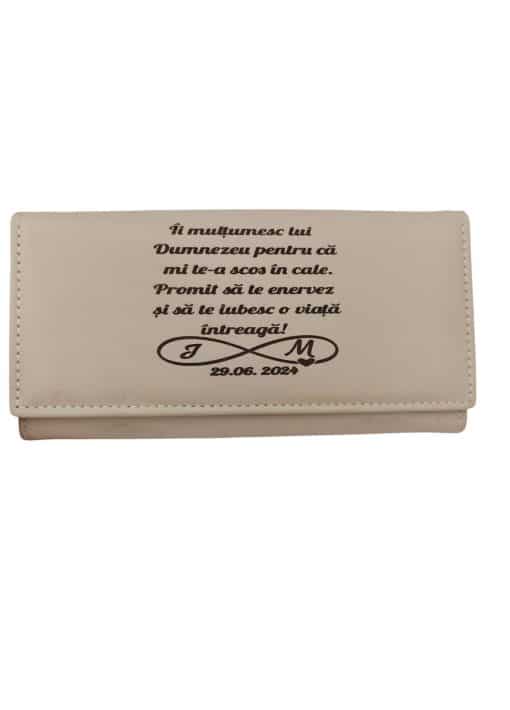 Îi mulțumesc lui
Dumnezeu pentru că
mi te-a scos în cale.
Promit să te enervez
și să te iubesc o viață
întreagă!
J M
29.06. 2024